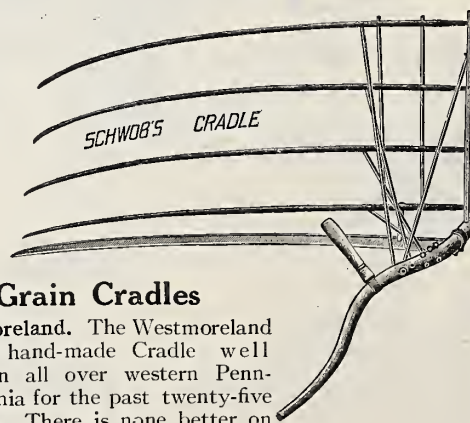 SCHWOB'S CRADLE
Grain Cradles
oreland. The Westmoreland
hand-made Cradle well
n all over western Penn-
nia for the past twenty-five
There is none better on